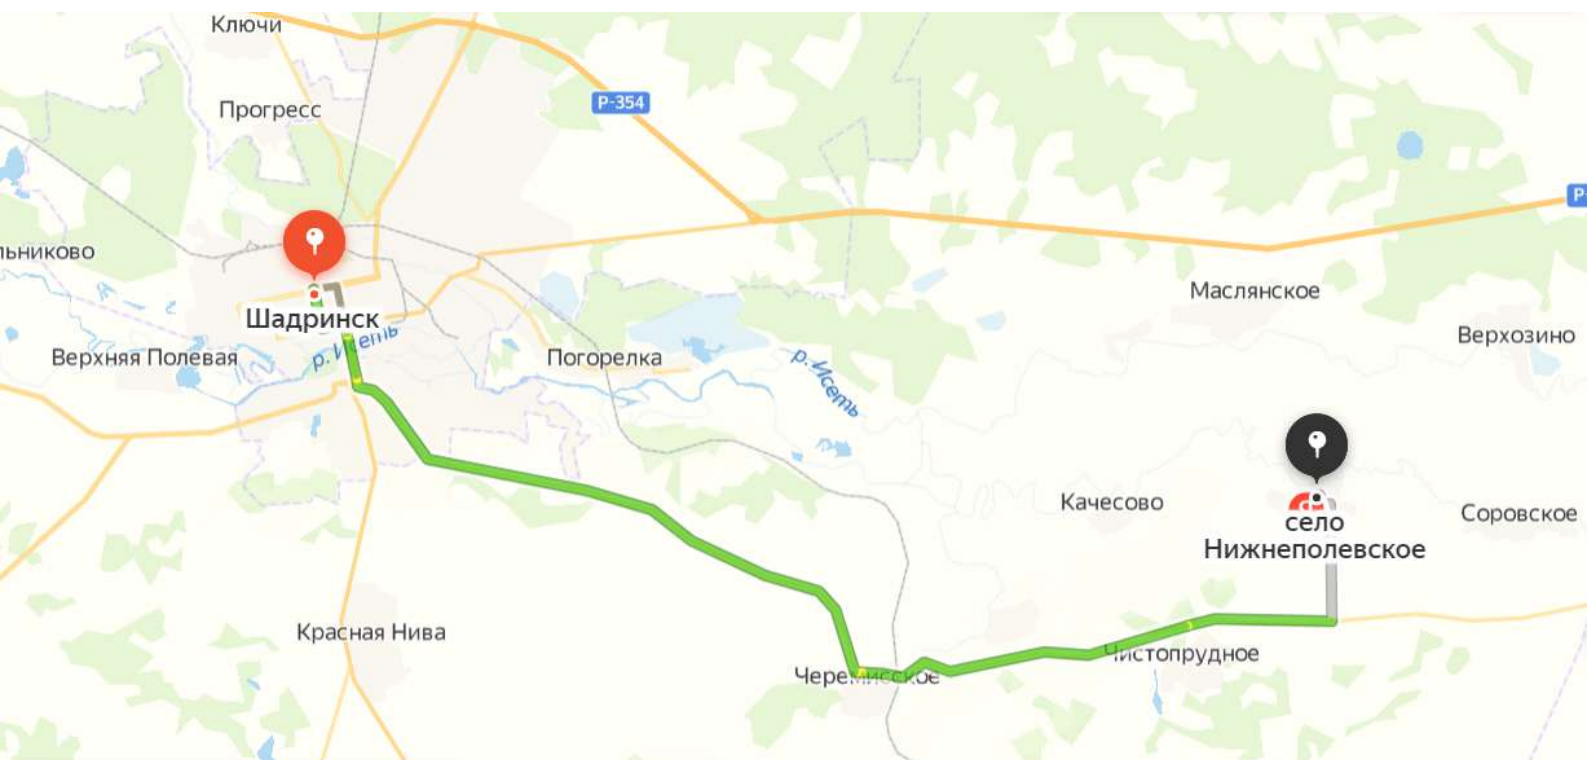 Ключи
Прогресс
Р-354
льниково
Шадринск
р. Исеть
Верхняя Полевая
Погорелка
р. Исеть
Маслянское
Верхозино
Качесово
село
Нижнеполевское
Соровское
Красная Нива
Черемисское
Чистопрудное